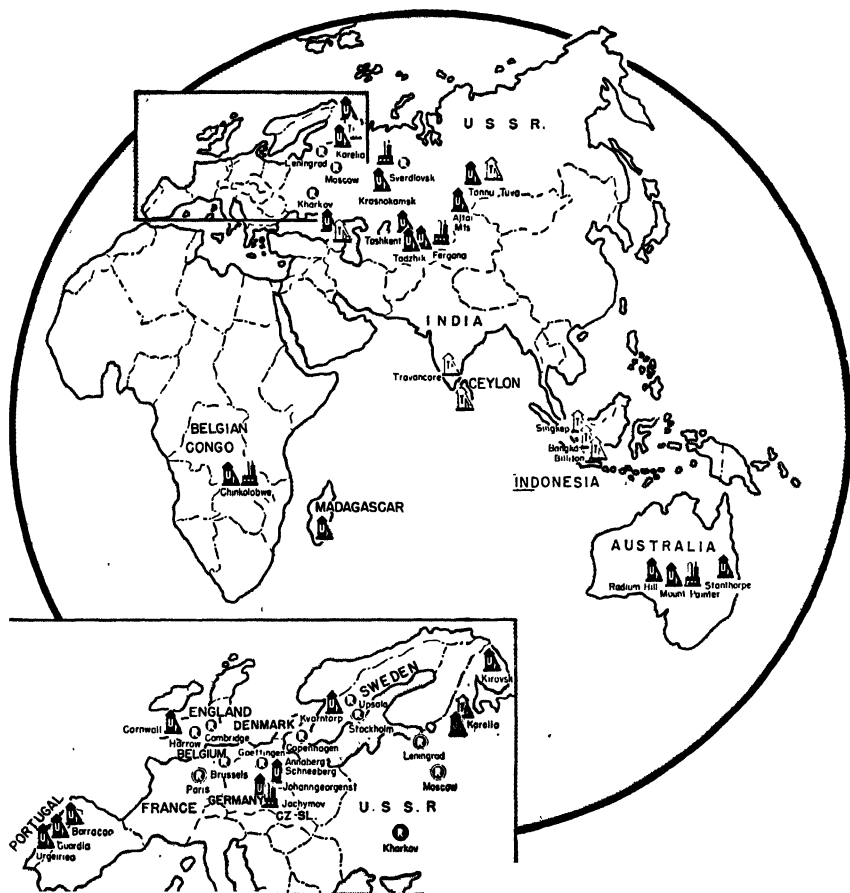 U S S R.
Karelia
Leningrad
Moscow
Sverdlovsk
Kharkov
Krasnokamsk
Tannu Tuva
Altai
Mts
Tashkent
Tadzhik
Fergana
INDIA
Travancore
CEYLON
Singkep
Bangka
Billiton
INDONESIA
BELGIAN
CONGO
Chinkolobwe
MADAGASCAR
AUSTRALIA
Radium Hill
Mount Painter
Stanthorpe
SWEDEN
Kirovsk
Kvarntorp
Upsala
Stockholm
Karelia
ENGLAND
DENMARK
Cornwall
Harrow
Cambridge
Copenhagen
Leningrad
BELGIUM
Goettingen
Annaberg
Schneeberg
Brussels
Paris
Moscow
Johanngeorgenst
FRANCE
GERMANY
Jachymov
CZ-SL.
U. S. S. R
Kharkov
PORTUGAL
Barracao
Guardia
Urgeirica